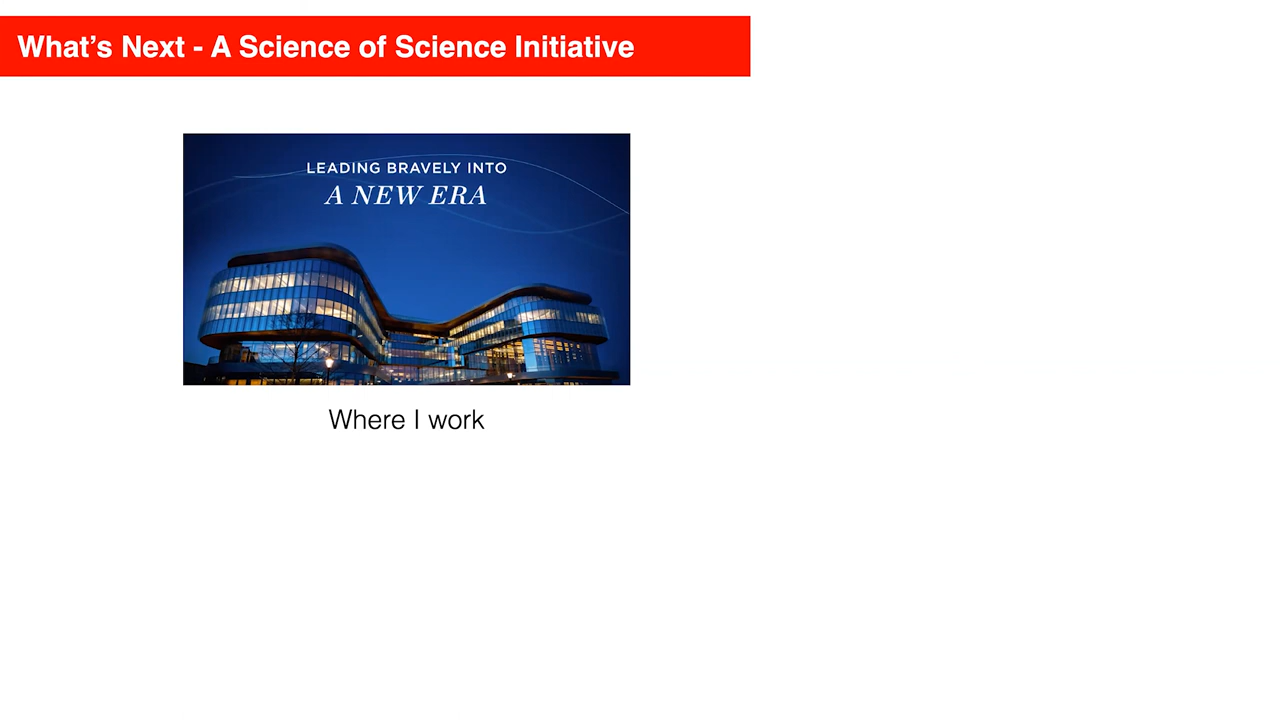 What’s Next - A Science of Science Initiative
LEADING BRAVELY INTO
A NEW ERA
Where I work